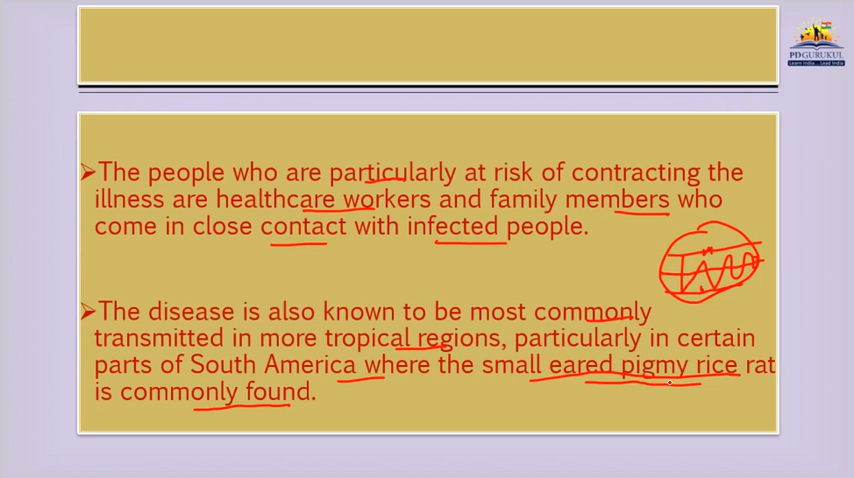 PDGURUKUL
Learn India....Lead India
➢The people who are particularly at risk of contracting the
illness are healthcare workers and family members who
come in close contact with infected people.
➢The disease is also known to be most commonly
transmitted in more tropical regions, particularly in certain
parts of South America where the small eared pigmy rice rat
is commonly found.